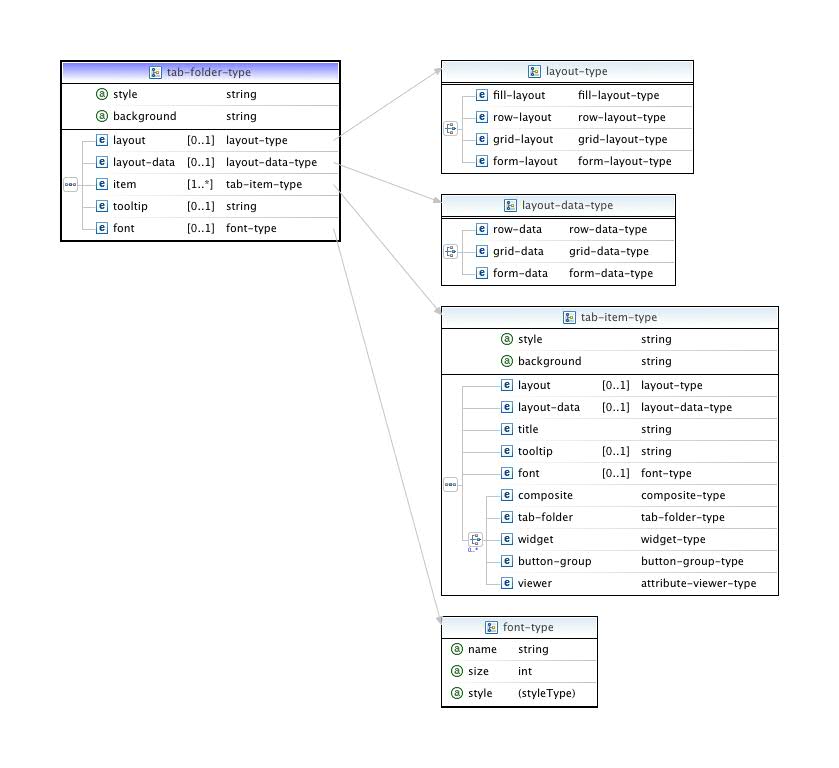 tab-folder-type
a style string
a background string
e layout [0..1] layout-type
e layout-data [0..1] layout-data-type
e item [1..*] tab-item-type
e tooltip [0..1] string
e font [0..1] font-type
layout-type
e fill-layout fill-layout-type
e row-layout row-layout-type
e grid-layout grid-layout-type
e form-layout form-layout-type
layout-data-type
e row-data row-data-type
e grid-data grid-data-type
e form-data form-data-type
tab-item-type
a style string
a background string
e layout [0..1] layout-type
e layout-data [0..1] layout-data-type
e title string
e tooltip [0..1] string
e font [0..1] font-type
e composite composite-type
e tab-folder tab-folder-type
e widget widget-type
0..*
e button-group button-group-type
e viewer attribute-viewer-type
font-type
a name string
a size int
a style (styleType)